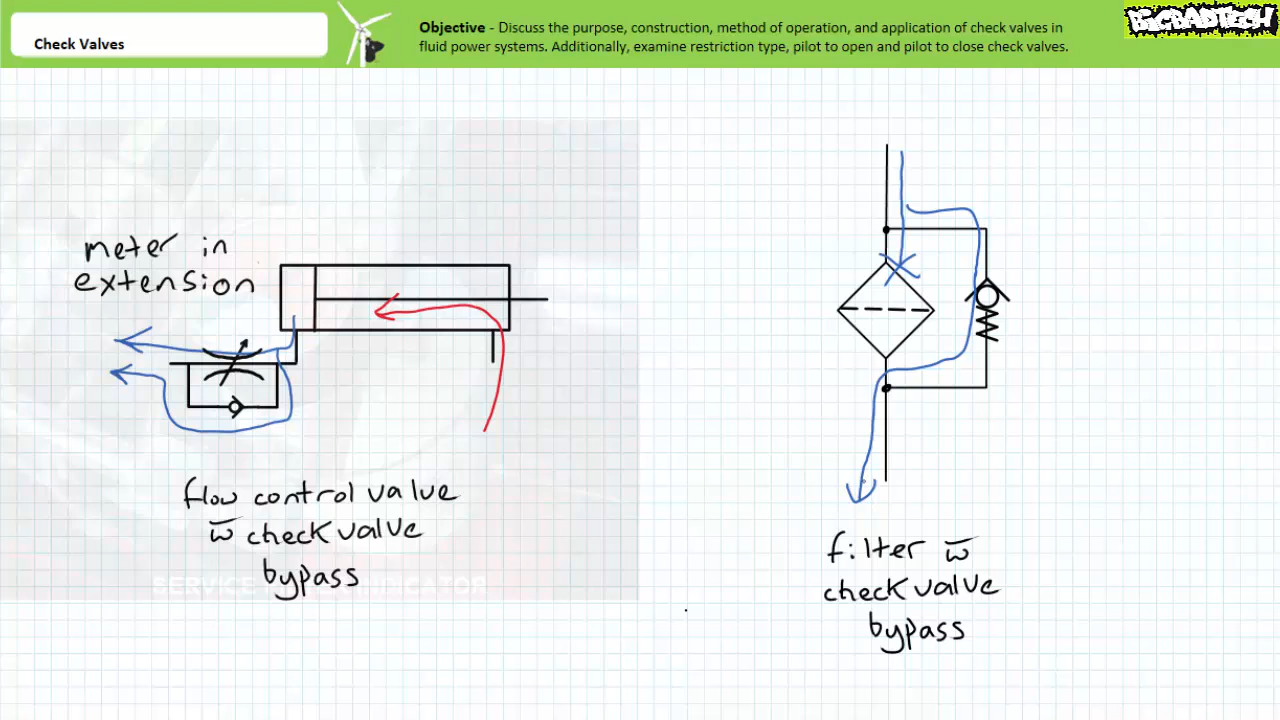 Check Valves
Objective - Discuss the purpose, construction, method of operation, and application of check valves in
fluid power systems. Additionally, examine restriction type, pilot to open and pilot to close check valves.
BIGBADTECH
meter in
extension
flow control valve
w̅ check valve
bypass
SERVICE INDICATOR
filter w̅
check valve
bypass